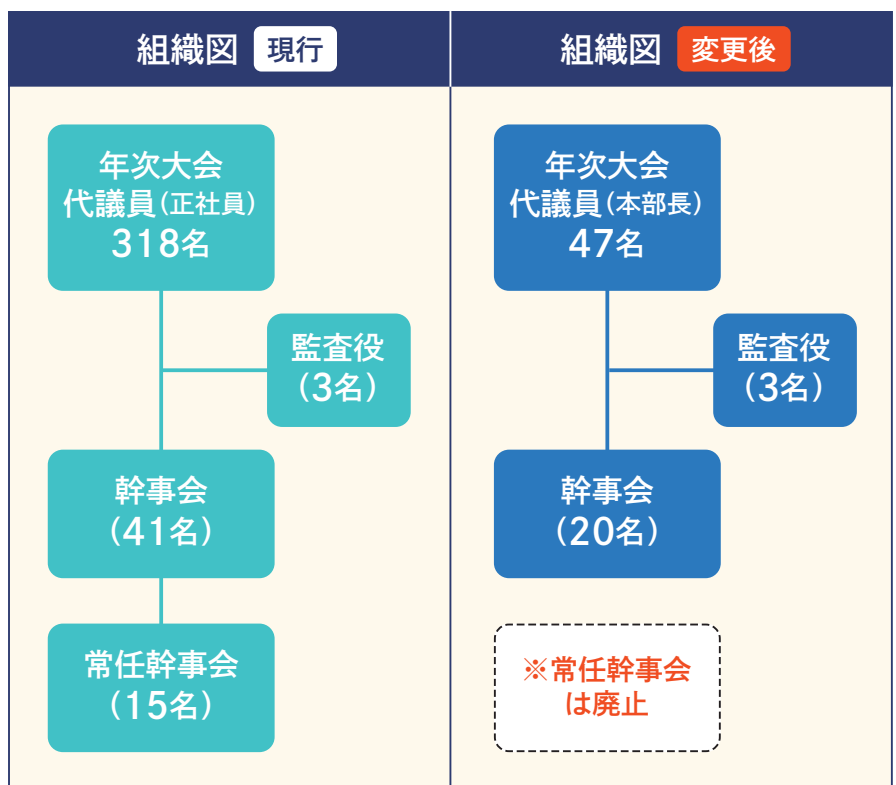 組織図 現行
年次大会
代議員(正社員)
318名
監査役
(3名)
幹事会
(41名)
常任幹事会
(15名)
組織図 変更後
年次大会
代議員(本部長)
47名
監査役
(3名)
幹事会
(20名)
※常任幹事会
は廃止